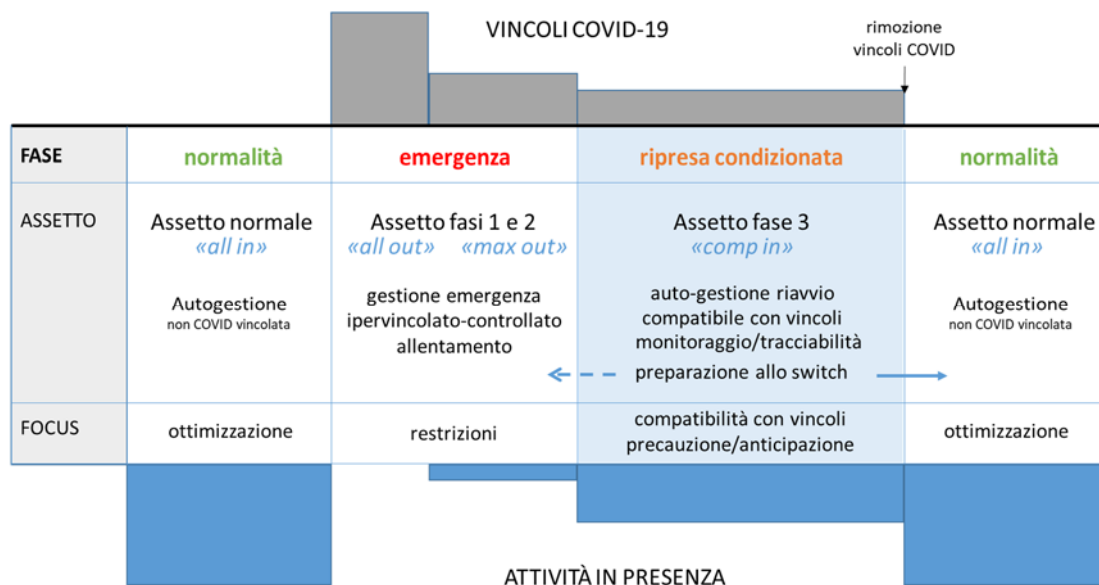 VINCOLI COVID-19
rimozione
vincoli COVID
FASE
normalità
emergenza
ripresa condizionata
normalità
ASSETTO
Assetto normale
«all in»
Autogestione
non COVID vincolata
Assetto fasi 1 e 2
«all out» «max out»
gestione emergenza
ipervincolato-controllato
allentamento
Assetto fase 3
«comp in»
auto-gestione riavvio
compatibile con vincoli
monitoraggio/tracciabilità
preparazione allo switch
Assetto normale
«all in»
Autogestione
non COVID vincolata
FOCUS
ottimizzazione
restrizioni
compatibilità con vincoli
precauzione/anticipazione
ottimizzazione
ATTIVITÀ IN PRESENZA